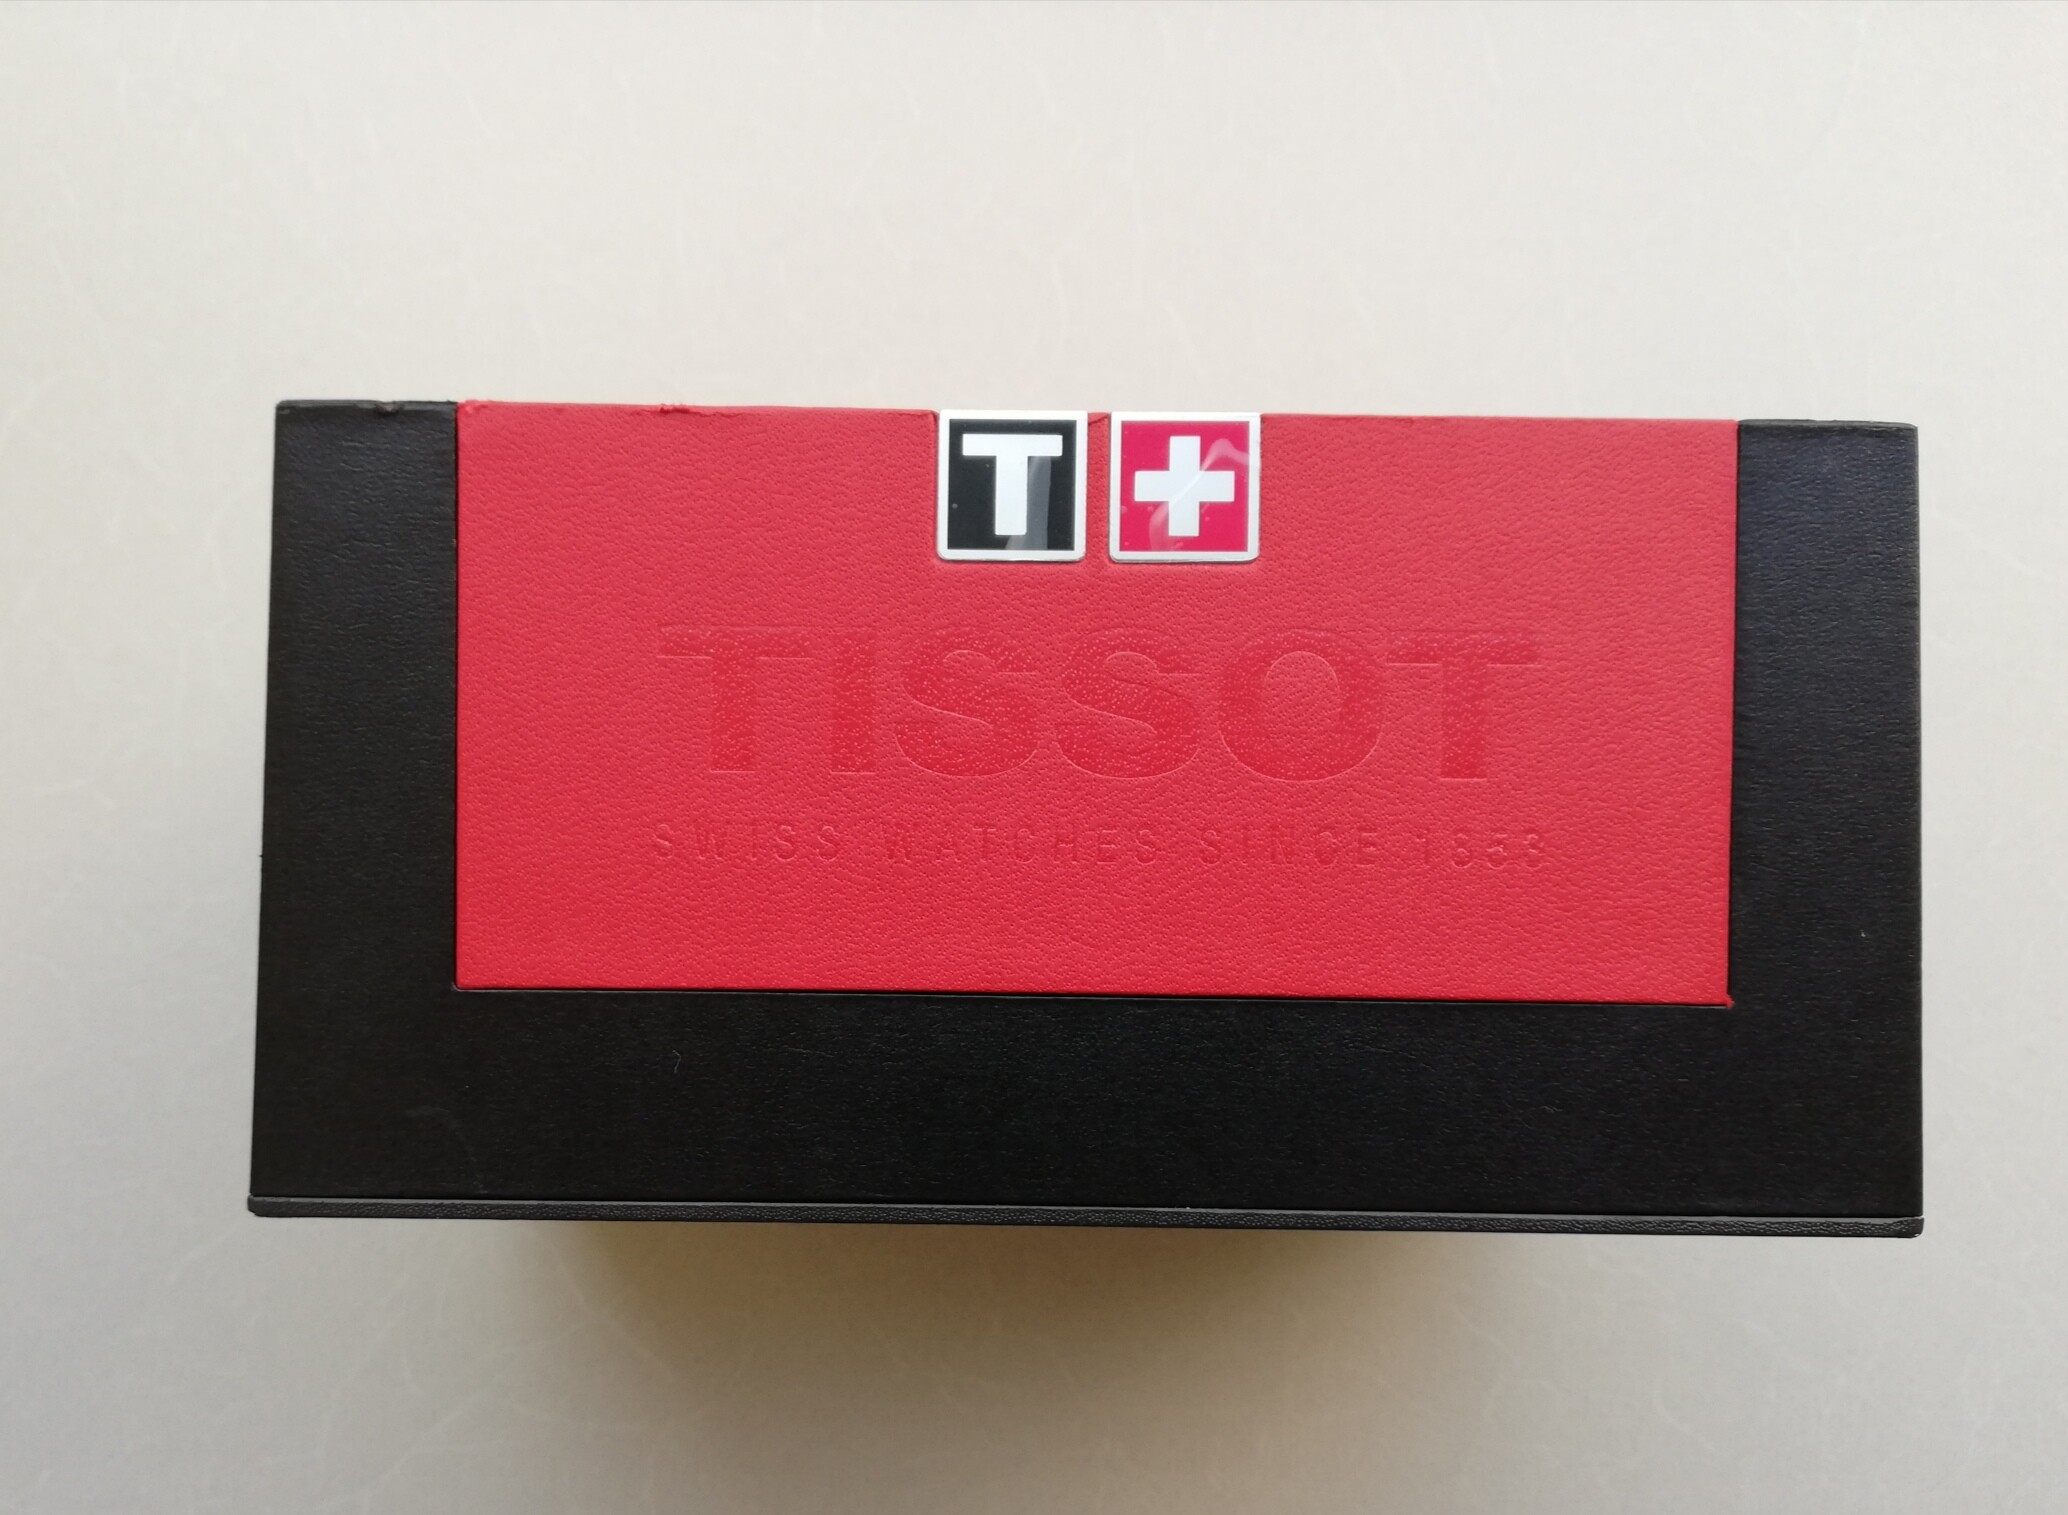 T+
TISSOT
SWISS WATCHES SINCE 1853